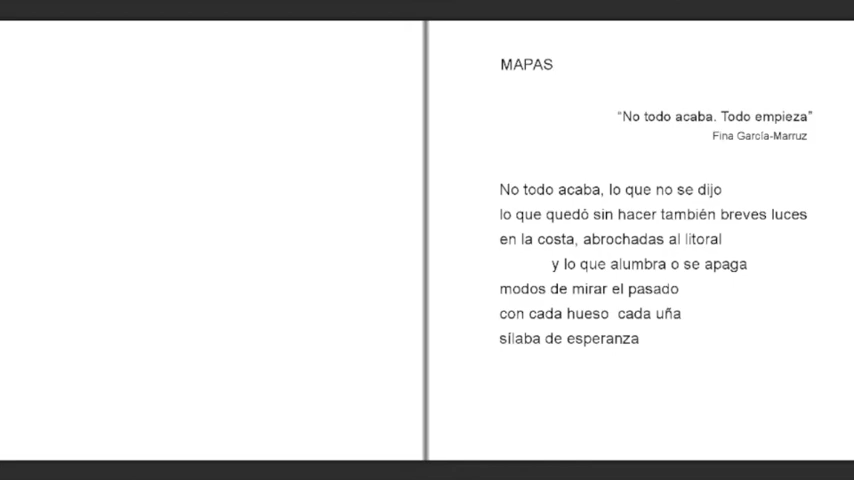 MAPAS
“No todo acaba. Todo empieza”
Fina García-Marruz
No todo acaba, lo que no se dijo
lo que quedó sin hacer también breves luces
en la costa, abrochadas al litoral
y lo que alumbra o se apaga
modos de mirar el pasado
con cada hueso  cada uña
sílaba de esperanza